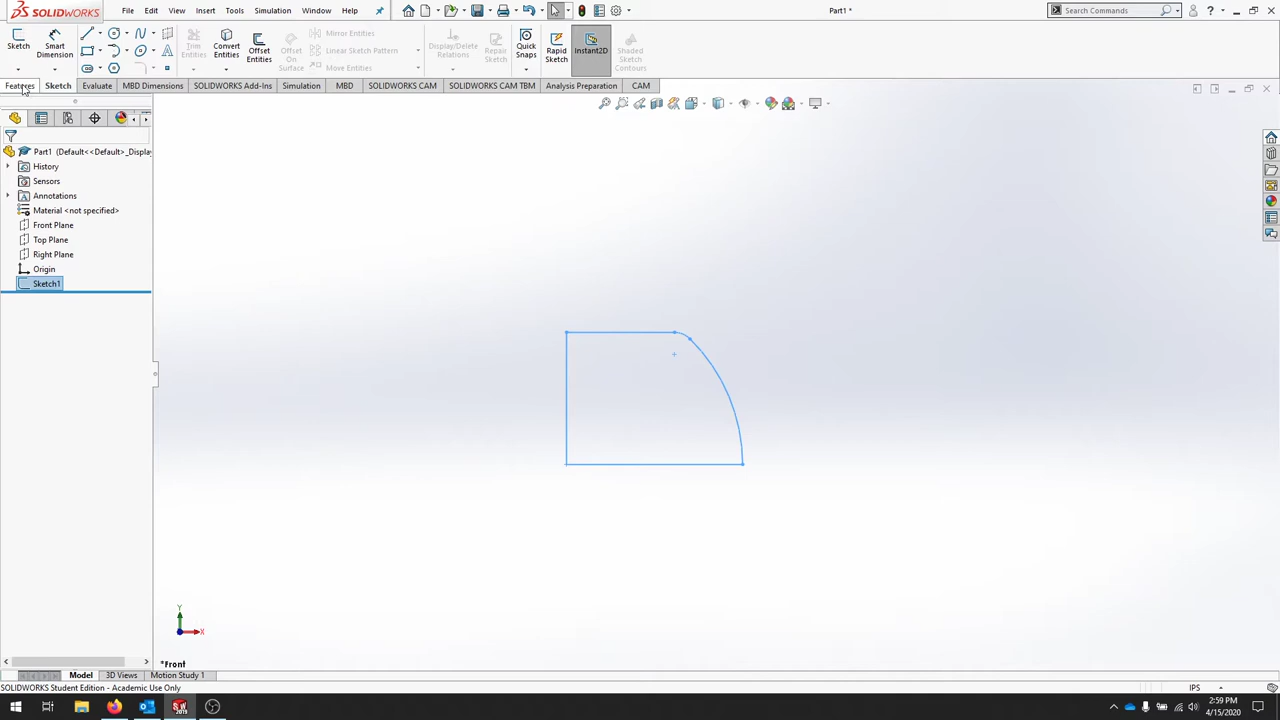 SOLIDWORKS
File Edit View Insert Tools Simulation Window Help
Part1 *
Search Commands
Sketch
Smart Dimension
Trim Entities
Convert Entities
Offset Entities
Offset On Surface
Mirror Entities
Linear Sketch Pattern
Move Entities
Display/Delete Relations
Repair Sketch
Quick Snaps
Rapid Sketch
Instant2D
Shaded Sketch Contours
Features Sketch Evaluate MBD Dimensions SOLIDWORKS Add-Ins Simulation MBD SOLIDWORKS CAM SOLIDWORKS CAM TBM Analysis Preparation CAM
Part1 (Default<<Default>_Display
History
Sensors
Annotations
Material <not specified>
Front Plane
Top Plane
Right Plane
Origin
Sketch1
Y
X
*Front
Model 3D Views Motion Study 1
SOLIDWORKS Student Edition - Academic Use Only
IPS
2:59 PM
4/15/2020